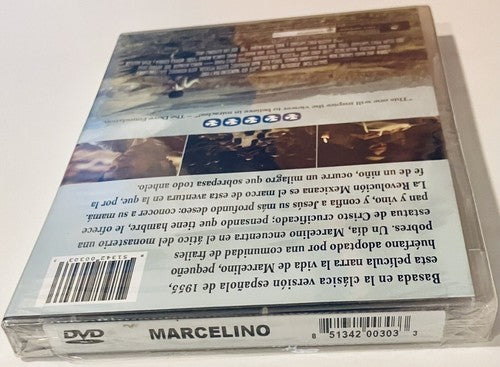 Basada en la clásica versión española de 1955,
esta película narra la vida de Marcelino, pequeño
huérfano adoptado por una comunidad de frailes
pobres. Un día, Marcelino encuentra en el ático del monasterio una
estatua de Cristo crucificado; pensando que tiene hambre, le ofrece
pan y vino, y confía a Jesús su más profundo deseo: conocer a su mamá.
La Revolución Mexicana es el marco de esta aventura en la que, por la
fe de un niño, ocurre un milagro que sobrepasa todo anhelo.
"This one will inspire the viewer to believe in miracles!" – The Dove Foundation
8 51342 00303 3
DVD MARCELINO 8 51342 00303 3